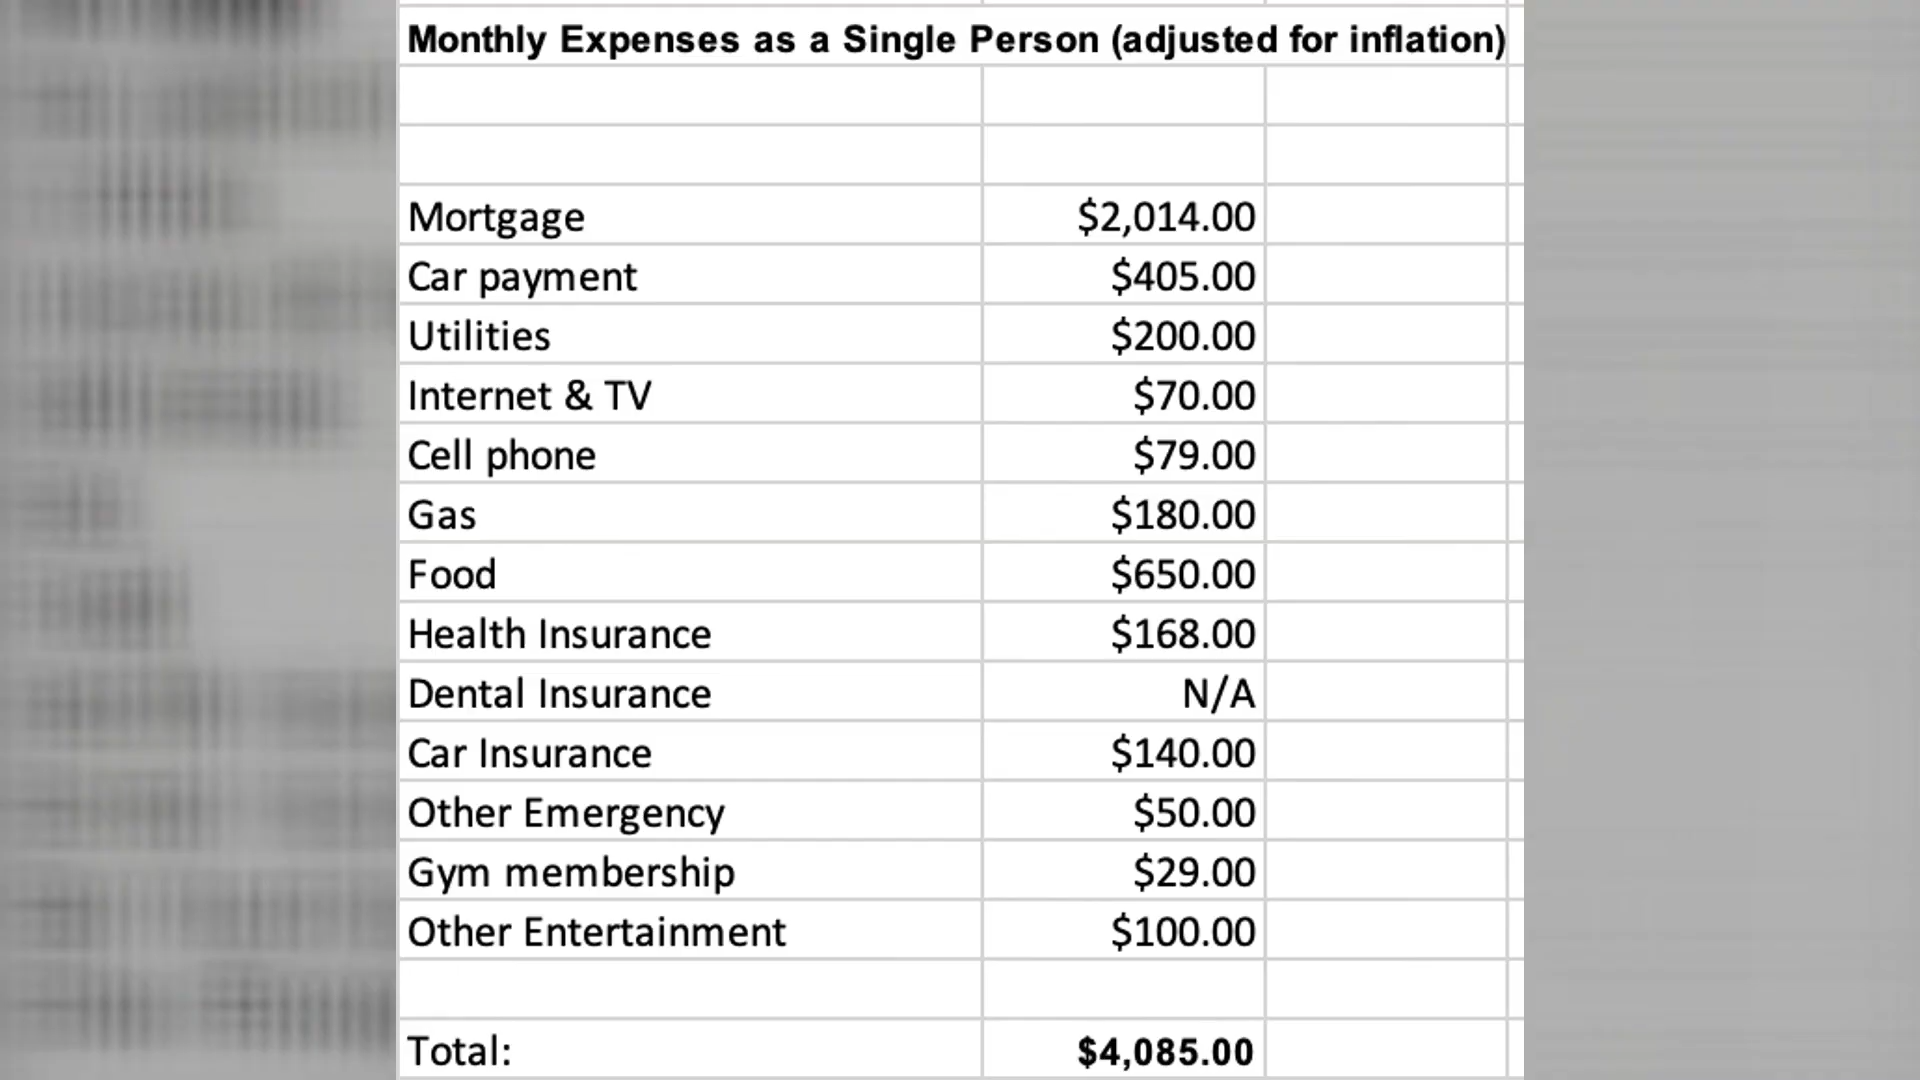 Monthly Expenses as a Single Person (adjusted for inflation)
Mortgage $2,014.00
Car payment $405.00
Utilities $200.00
Internet & TV $70.00
Cell phone $79.00
Gas $180.00
Food $650.00
Health Insurance $168.00
Dental Insurance N/A
Car Insurance $140.00
Other Emergency $50.00
Gym membership $29.00
Other Entertainment $100.00
Total: $4,085.00